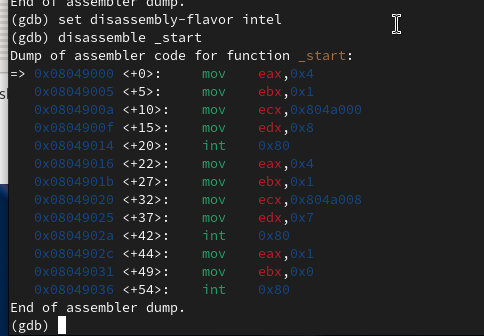 End of assembler dump.
(gdb) set disassembly-flavor intel
(gdb) disassemble _start
Dump of assembler code for function _start:
=> 0x08049000 <+0>: mov eax,0x4
0x08049005 <+5>: mov ebx,0x1
0x0804900a <+10>: mov ecx,0x804a000
0x0804900f <+15>: mov edx,0x8
0x08049014 <+20>: int 0x80
0x08049016 <+22>: mov eax,0x4
0x0804901b <+27>: mov ebx,0x1
0x08049020 <+32>: mov ecx,0x804a008
0x08049025 <+37>: mov edx,0x7
0x0804902a <+42>: int 0x80
0x0804902c <+44>: mov eax,0x1
0x08049031 <+49>: mov ebx,0x0
0x08049036 <+54>: int 0x80
End of assembler dump.
(gdb)